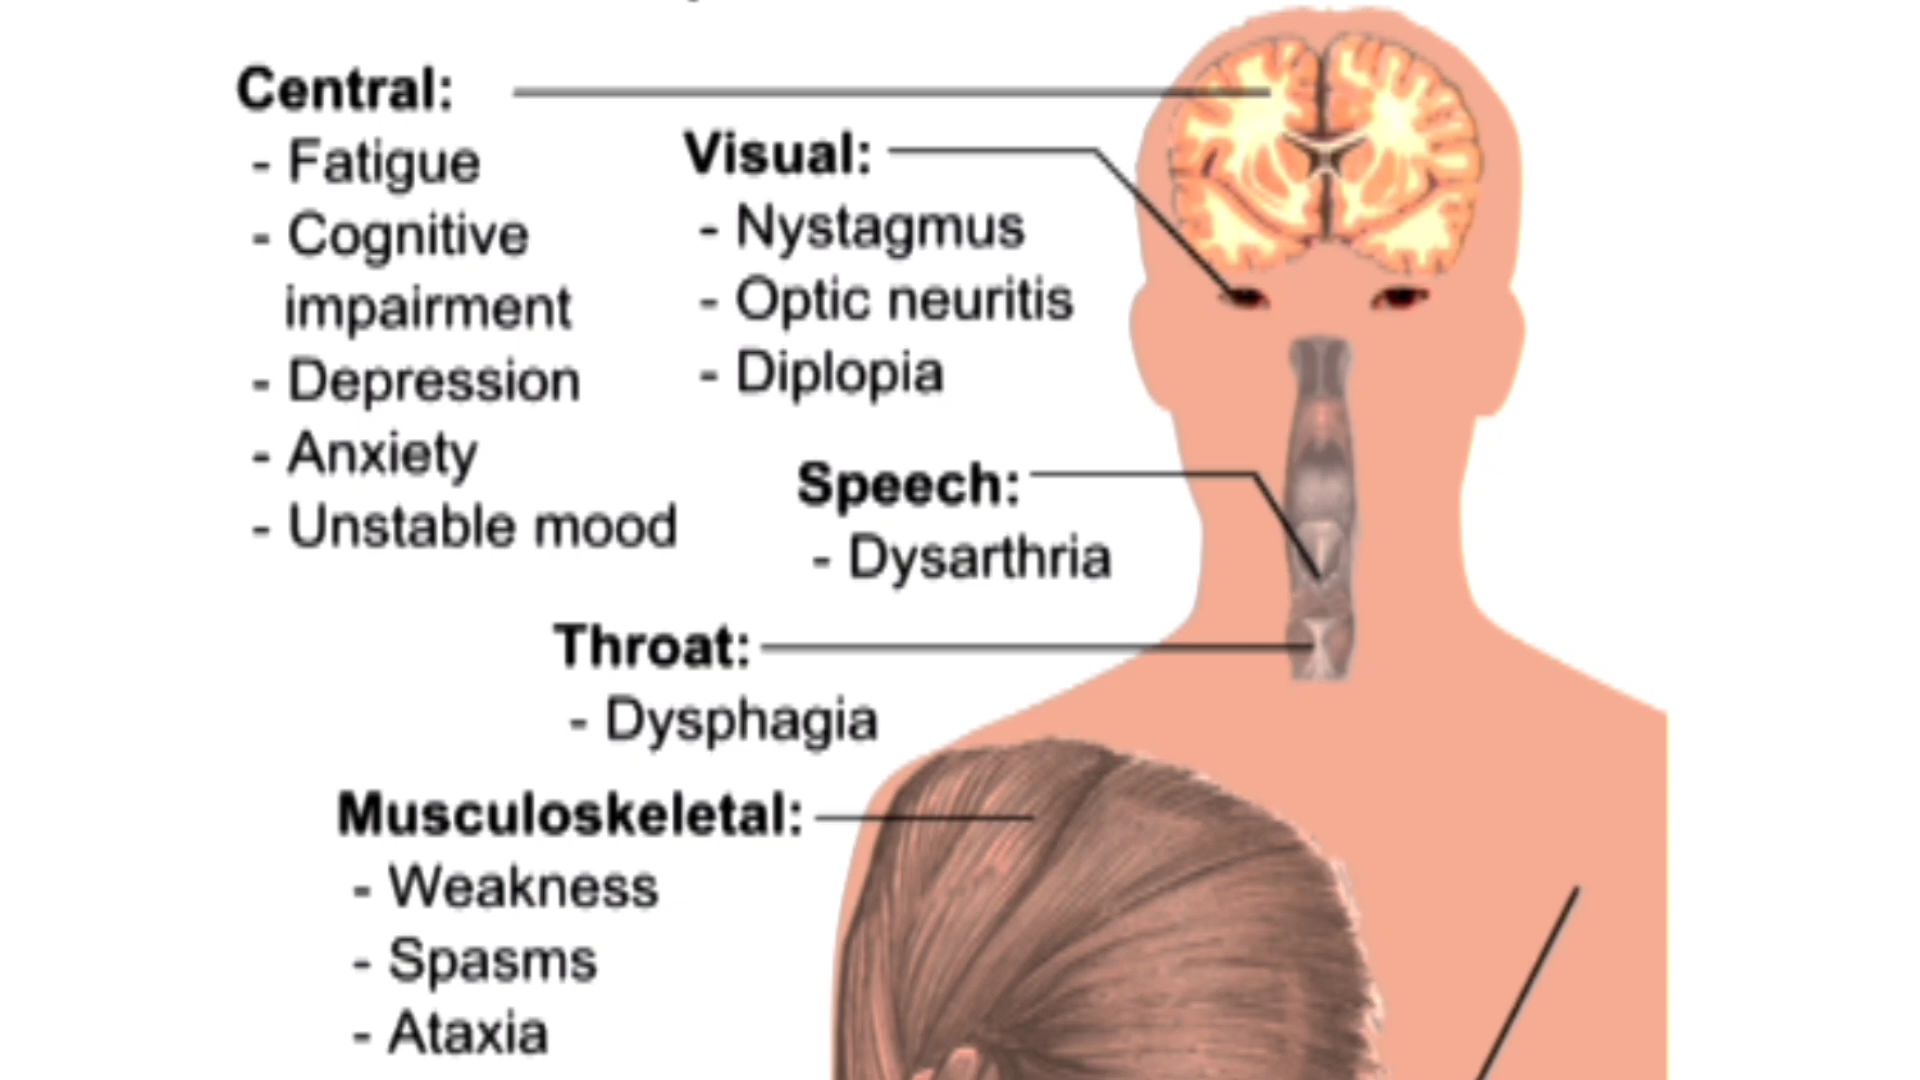 Central:
- Fatigue
- Cognitive
impairment
- Depression
- Anxiety
- Unstable mood
Visual:
- Nystagmus
- Optic neuritis
- Diplopia
Speech:
- Dysarthria
Throat:
- Dysphagia
Musculoskeletal:
- Weakness
- Spasms
- Ataxia